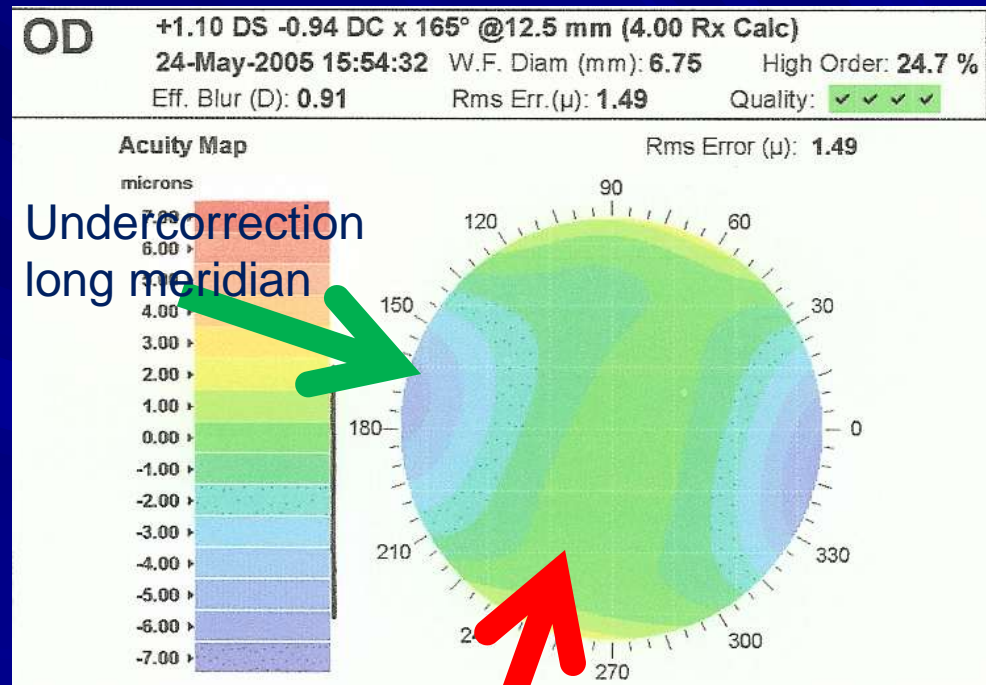 OD
+1.10 DS -0.94 DC x 165° @12.5 mm (4.00 Rx Calc)
24-May-2005 15:54:32 W.F. Diam (mm): 6.75 High Order: 24.7 %
Eff. Blur (D): 0.91 Rms Err.(μ): 1.49 Quality: ✓ ✓ ✓ ✓
Acuity Map
Rms Error (μ): 1.49
microns
Undercorrection
long meridian
6.00
4.00
3.00
2.00
1.00
0.00
-1.00
-2.00
-3.00
-4.00
-5.00
-6.00
-7.00
90
120
60
150
30
180
0
210
330
300
270